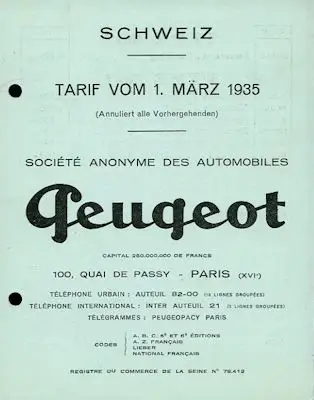 SCHWEIZ
TARIF VOM 1. MÄRZ 1935
(Annuliert alle Vorhergehenden)
SOCIÉTÉ ANONYME DES AUTOMOBILES
Peugeot
CAPITAL 250.000.000 DE FRANCS
100, QUAI DE PASSY - PARIS (XVIᵉ)
TÉLÉPHONE URBAIN : AUTEUIL 82-00 (15 LIGNES GROUPÉES)
TÉLÉPHONE INTERNATIONAL : INTER AUTEUIL 21 (5 LIGNES GROUPÉES)
TÉLÉGRAMMES : PEUGEOPACY PARIS
CODES
A. B. C. 5ᵉ ET 6ᵉ ÉDITIONS
A. Z. FRANÇAIS
LIEBER
NATIONAL FRANÇAIS
REGISTRE DU COMMERCE DE LA SEINE Nº 78.412